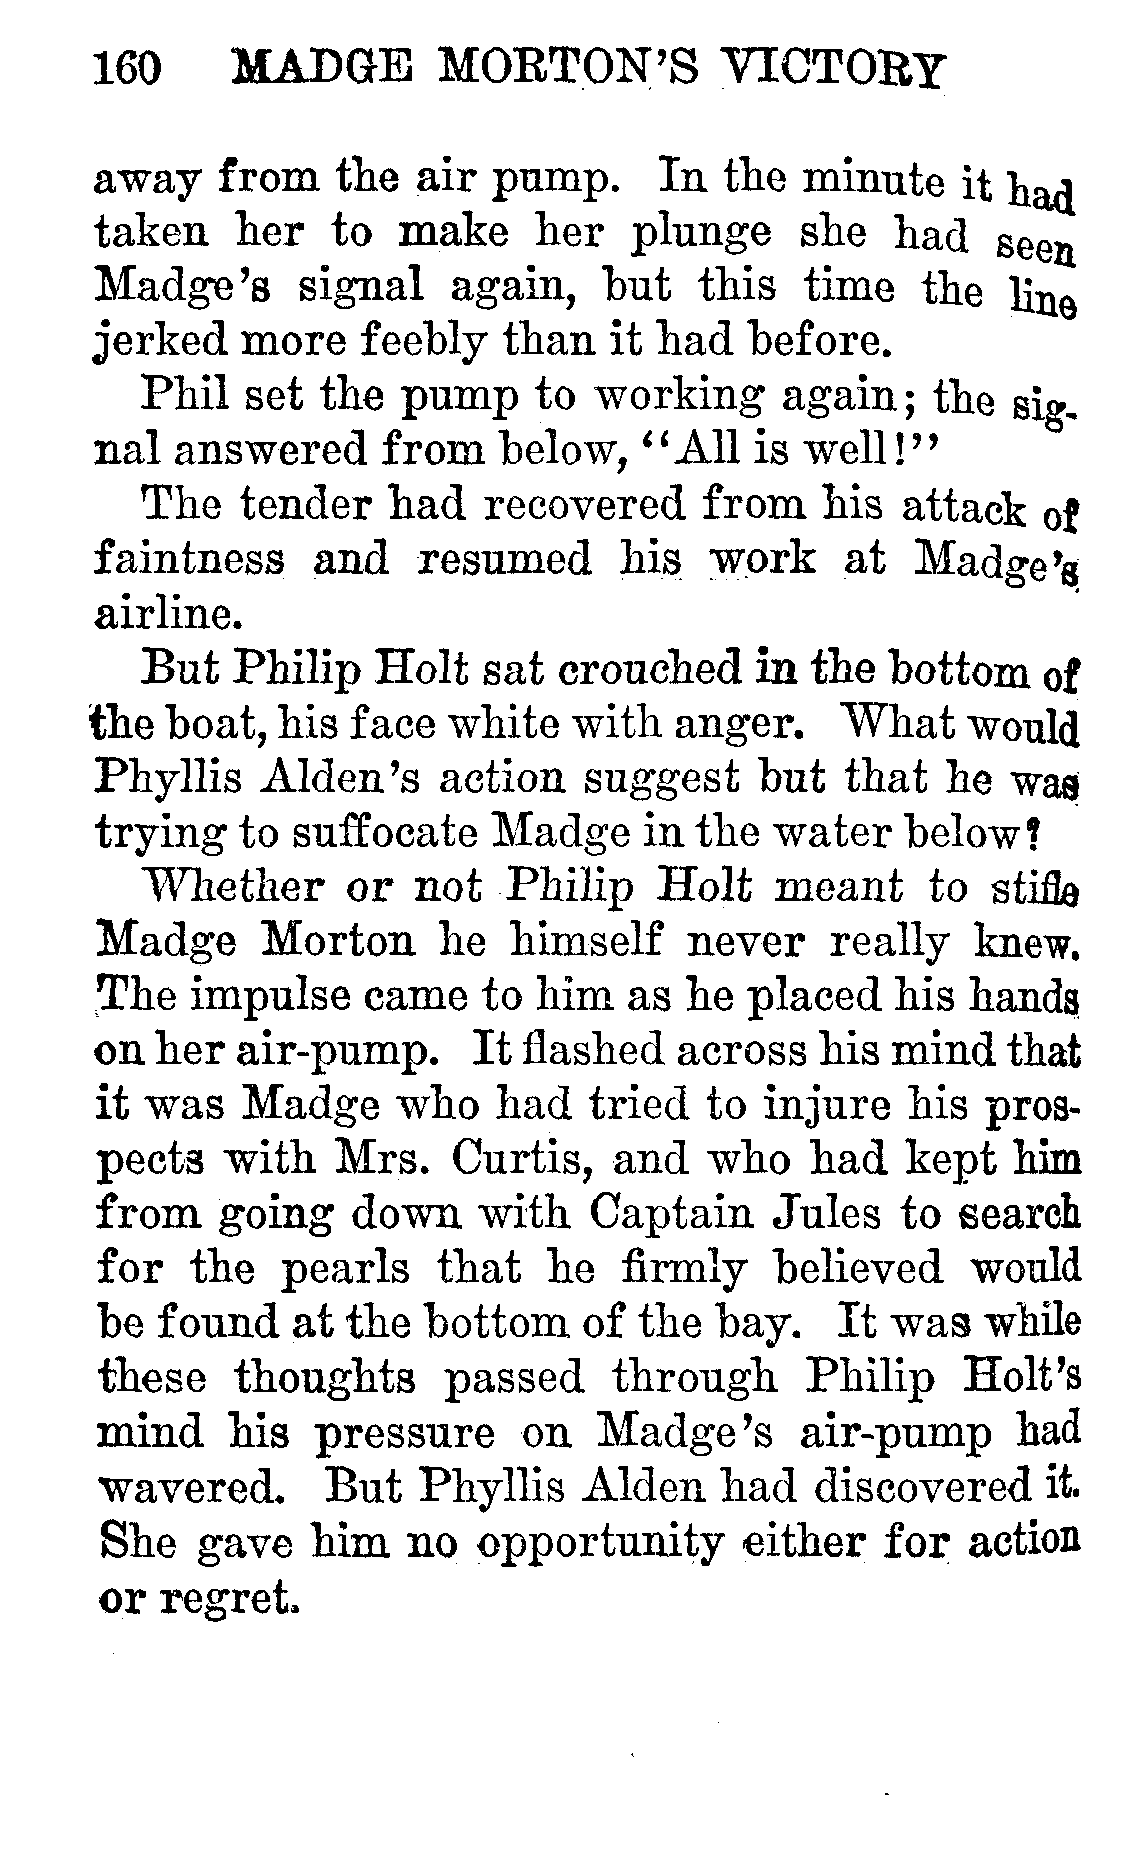 160 MADGE MORTON'S VICTORY
away from the air pump. In the minute it had
taken her to make her plunge she had seen
Madge's signal again, but this time the line
jerked more feebly than it had before.
Phil set the pump to working again; the sig-
nal answered from below, "All is well!"
The tender had recovered from his attack of
faintness and resumed his work at Madge's
airline.
But Philip Holt sat crouched in the bottom of
the boat, his face white with anger. What would
Phyllis Alden's action suggest but that he was
trying to suffocate Madge in the water below?
Whether or not Philip Holt meant to stifle
Madge Morton he himself never really knew.
The impulse came to him as he placed his hands
on her air-pump. It flashed across his mind that
it was Madge who had tried to injure his pros-
pects with Mrs. Curtis, and who had kept him
from going down with Captain Jules to search
for the pearls that he firmly believed would
be found at the bottom of the bay. It was while
these thoughts passed through Philip Holt's
mind his pressure on Madge's air-pump had
wavered. But Phyllis Alden had discovered it.
She gave him no opportunity either for action
or regret.